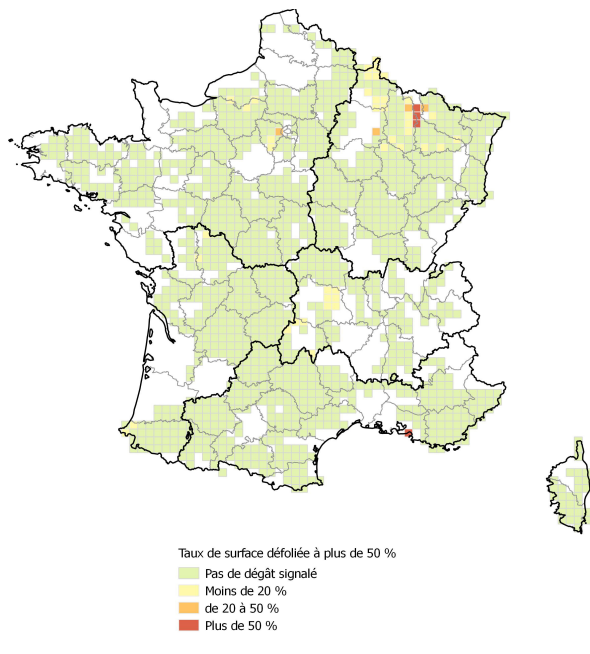 Taux de surface défoliée à plus de 50 %
Pas de dégât signalé
Moins de 20 %
de 20 à 50 %
Plus de 50 %